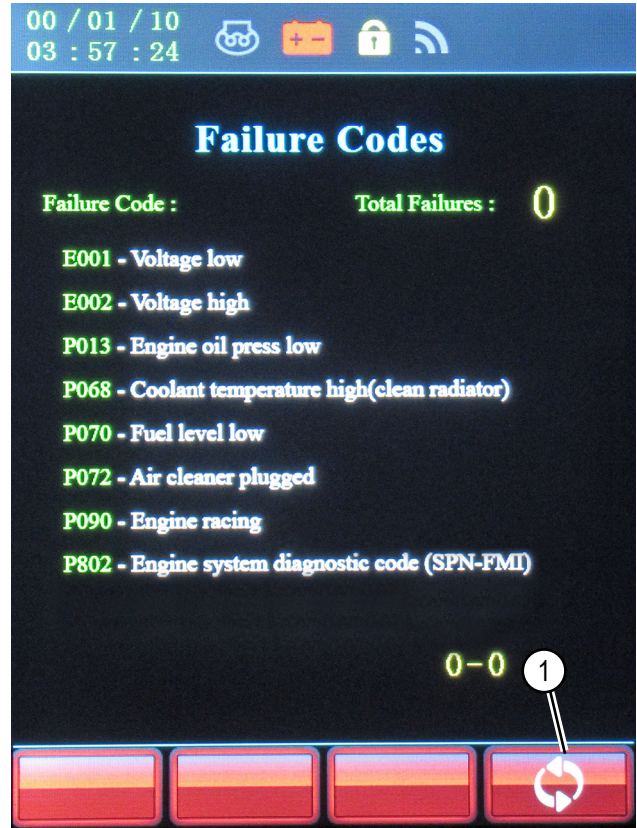 00 / 01 / 10
03 : 57 : 24
Failure Codes
Failure Code : Total Failures : 0
E001 - Voltage low
E002 - Voltage high
P013 - Engine oil press low
P068 - Coolant temperature high(clean radiator)
P070 - Fuel level low
P072 - Air cleaner plugged
P090 - Engine racing
P802 - Engine system diagnostic code (SPN-FMI)
0-0
1